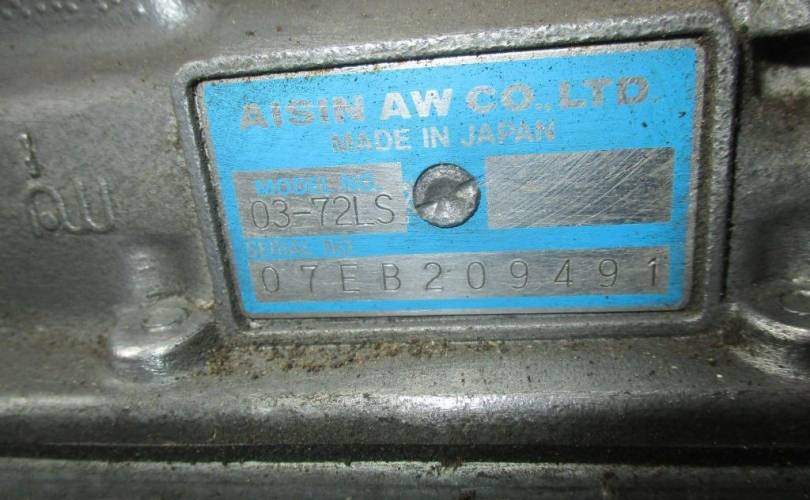 AISIN AW CO., LTD.
MADE IN JAPAN
MODEL NO.
03-72LS
SERIAL NO.
07EB209491